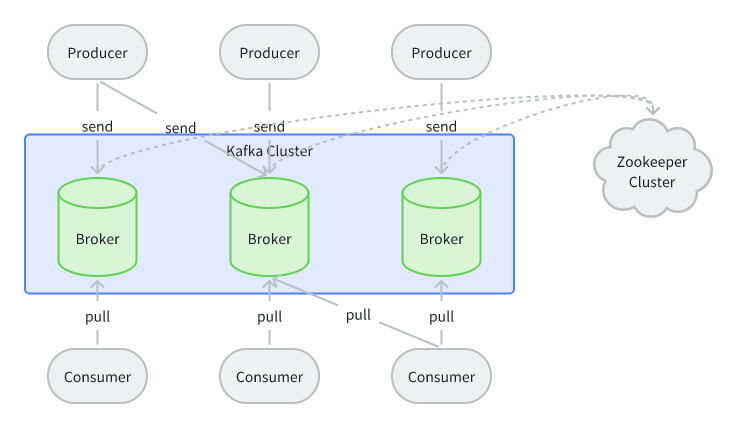 Producer
Producer
Producer
send
send
send
send
Kafka Cluster
Zookeeper
Cluster
Broker
Broker
Broker
pull
pull
pull
pull
Consumer
Consumer
Consumer